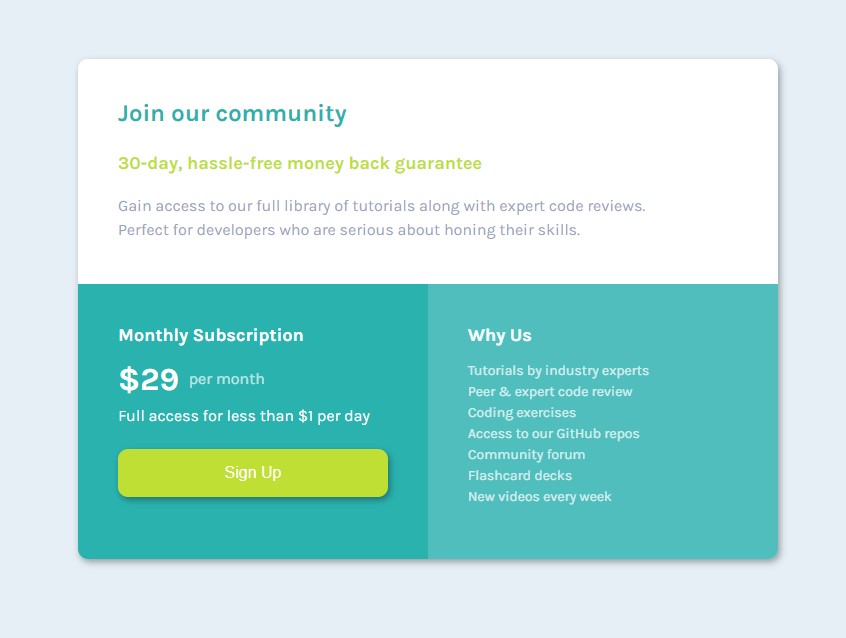 Join our community
30-day, hassle-free money back guarantee
Gain access to our full library of tutorials along with expert code reviews.
Perfect for developers who are serious about honing their skills.
Monthly Subscription
$29 per month
Full access for less than $1 per day
Sign Up
Why Us
Tutorials by industry experts
Peer & expert code review
Coding exercises
Access to our GitHub repos
Community forum
Flashcard decks
New videos every week